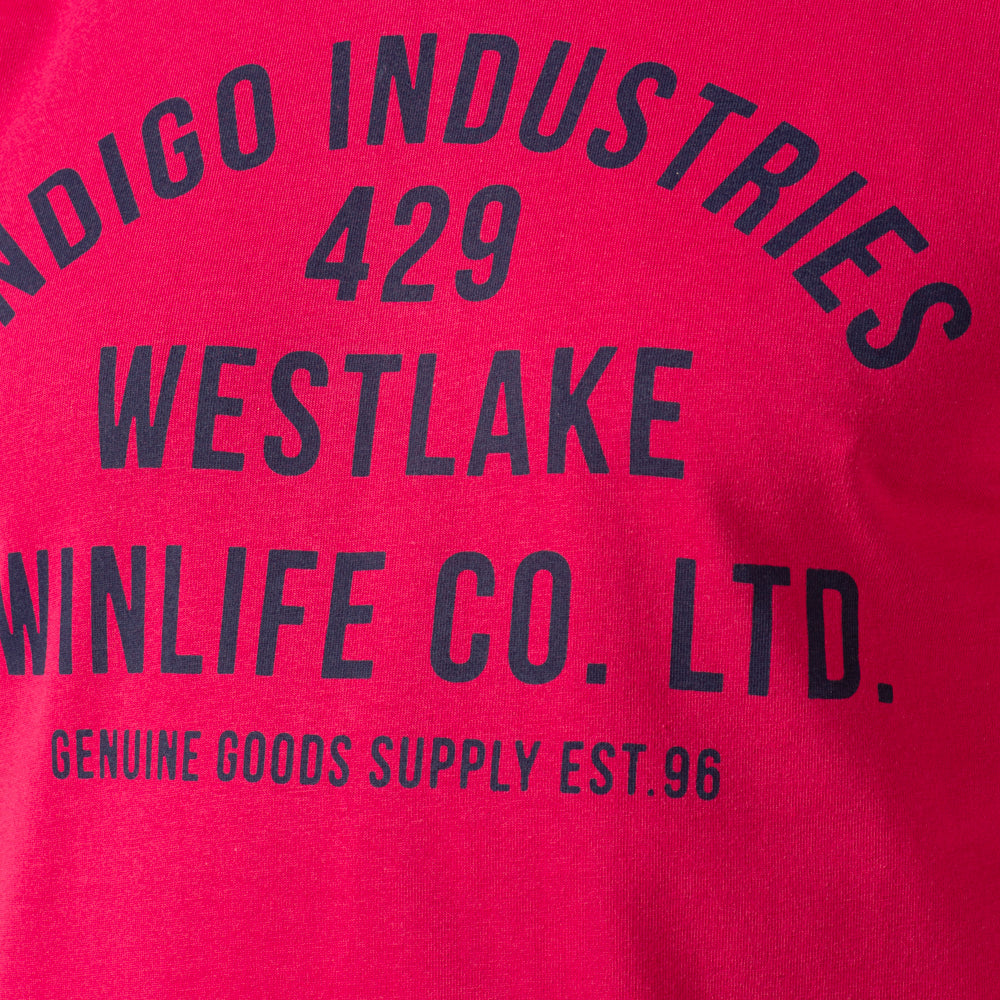 NDIGO INDUSTRIES
429
WESTLAKE
WINLIFE CO. LTD.
GENUINE GOODS SUPPLY EST.96